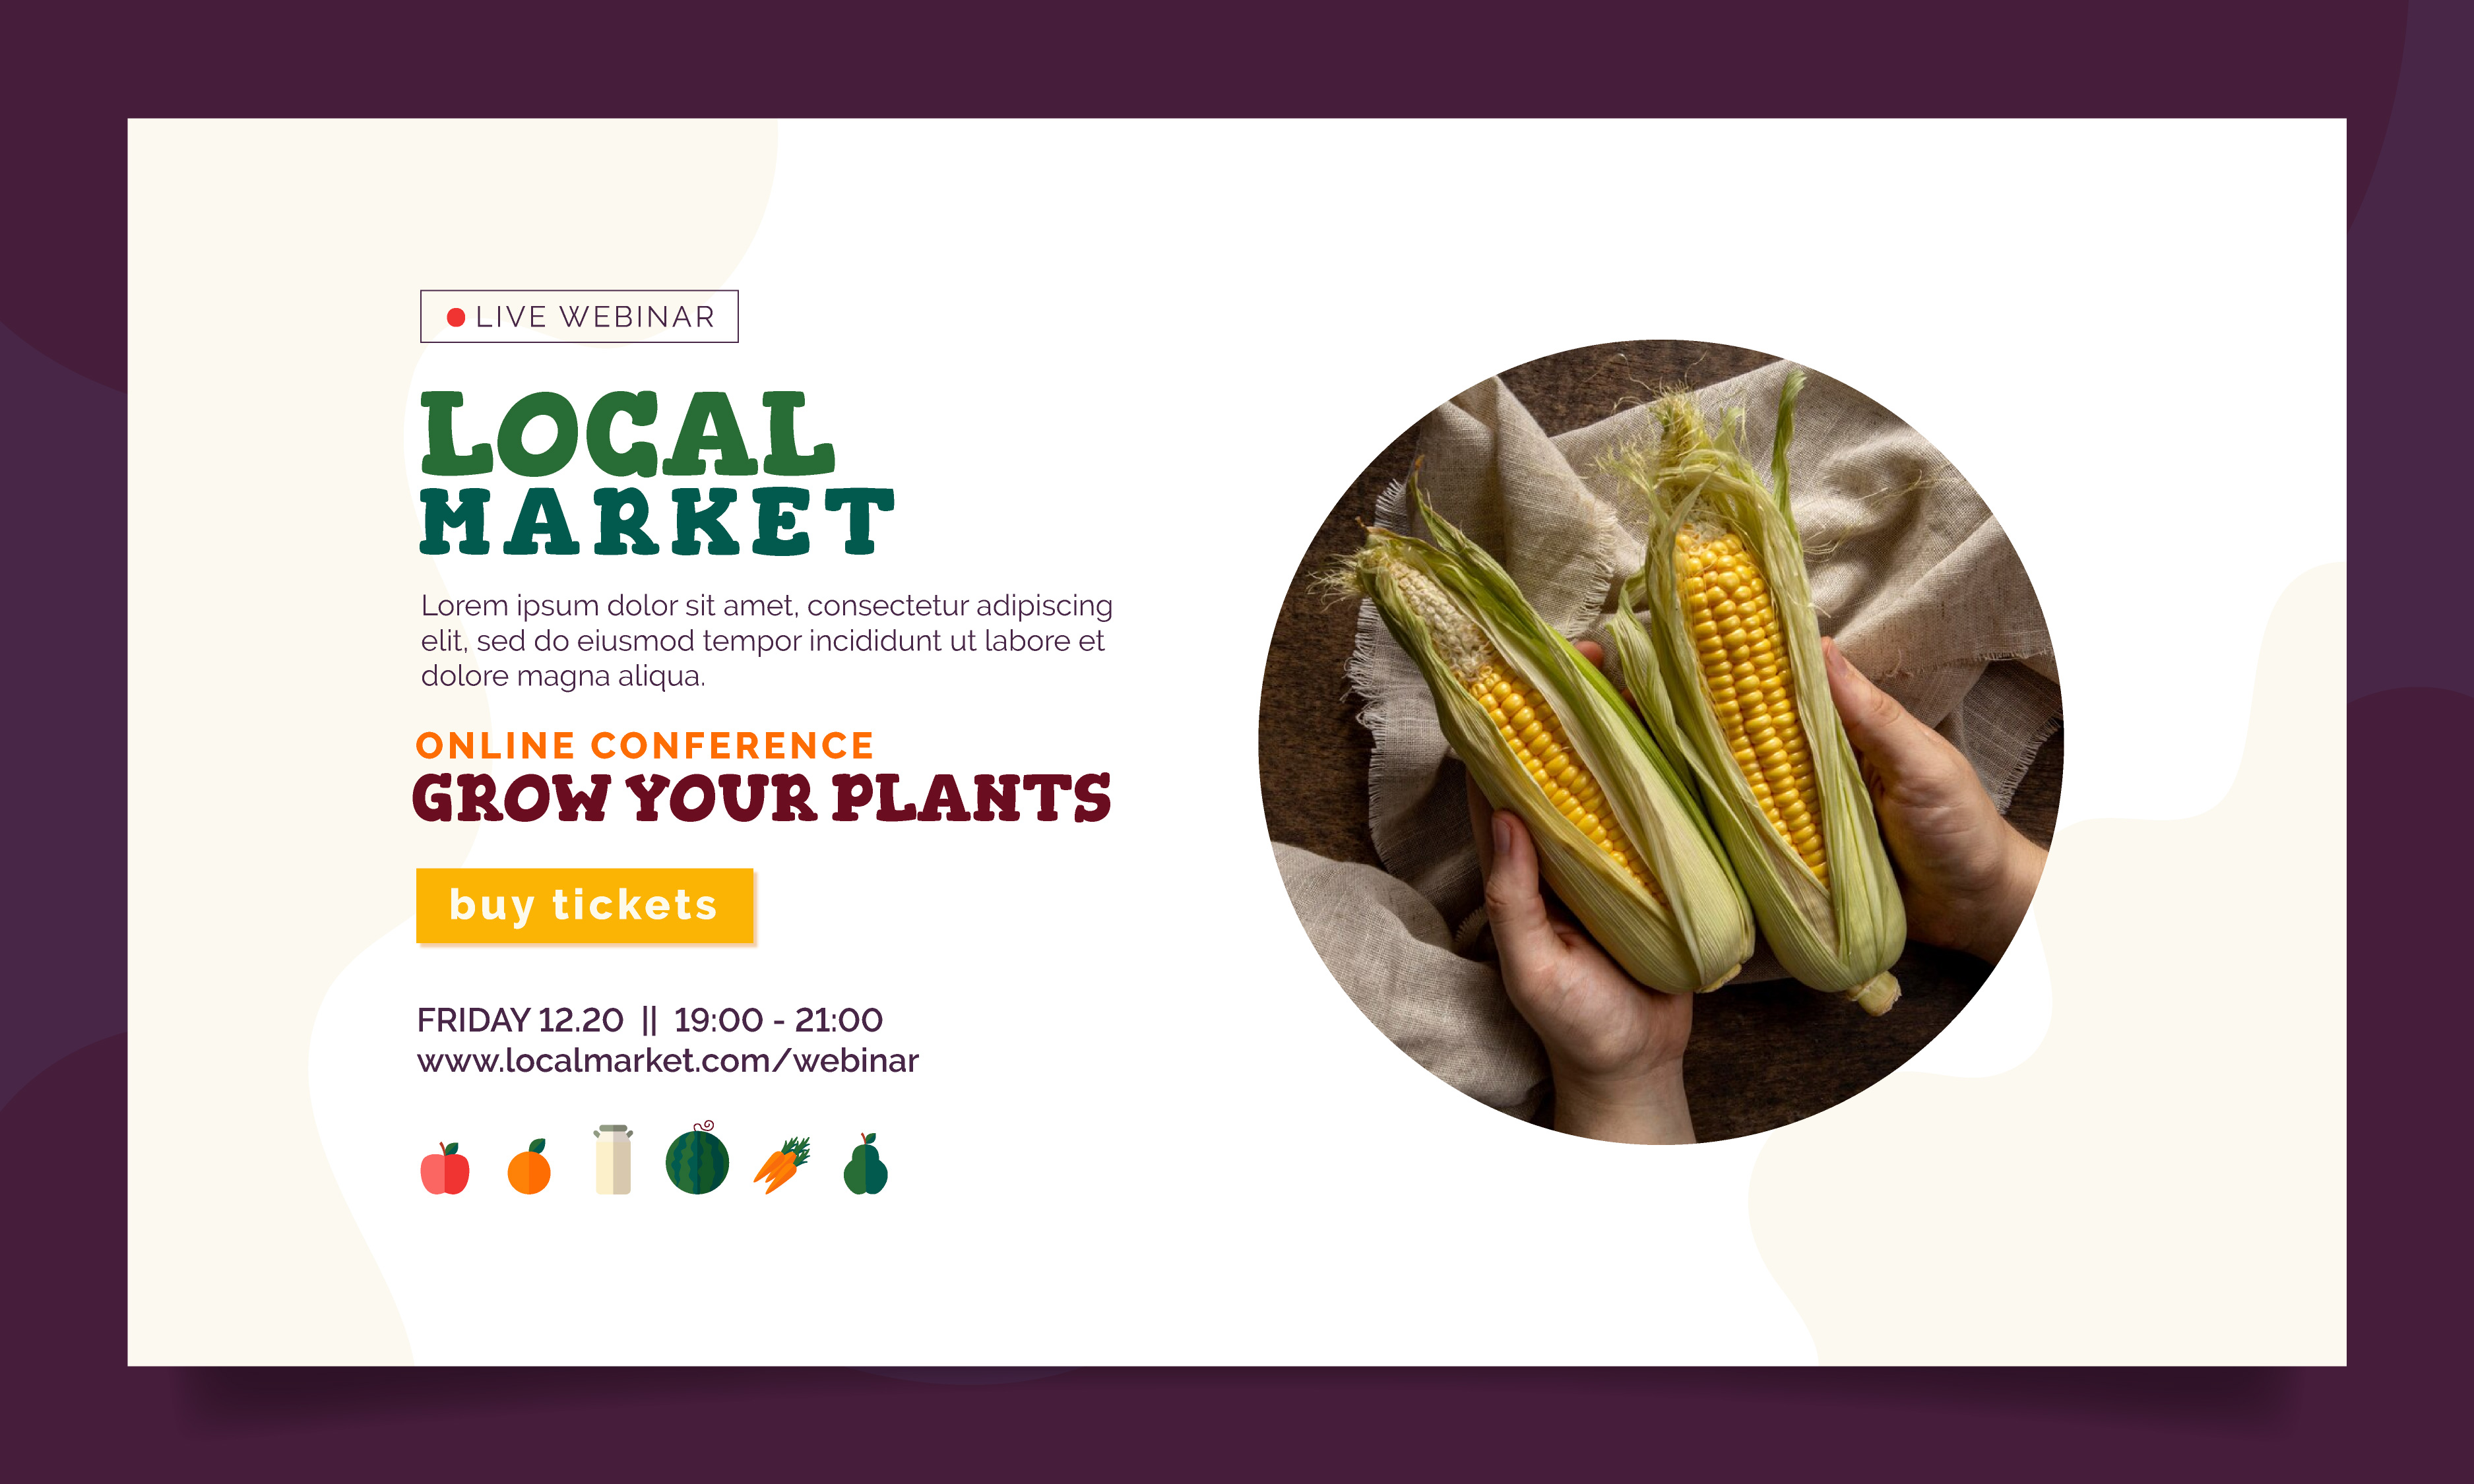 LIVE WEBINAR
LOCAL
MARKET
Lorem ipsum dolor sit amet, consectetur adipiscing
elit, sed do eiusmod tempor incididunt ut labore et
dolore magna aliqua.
ONLINE CONFERENCE
GROW YOUR PLANTS
buy tickets
FRIDAY 12.20 || 19:00 - 21:00
www.localmarket.com/webinar